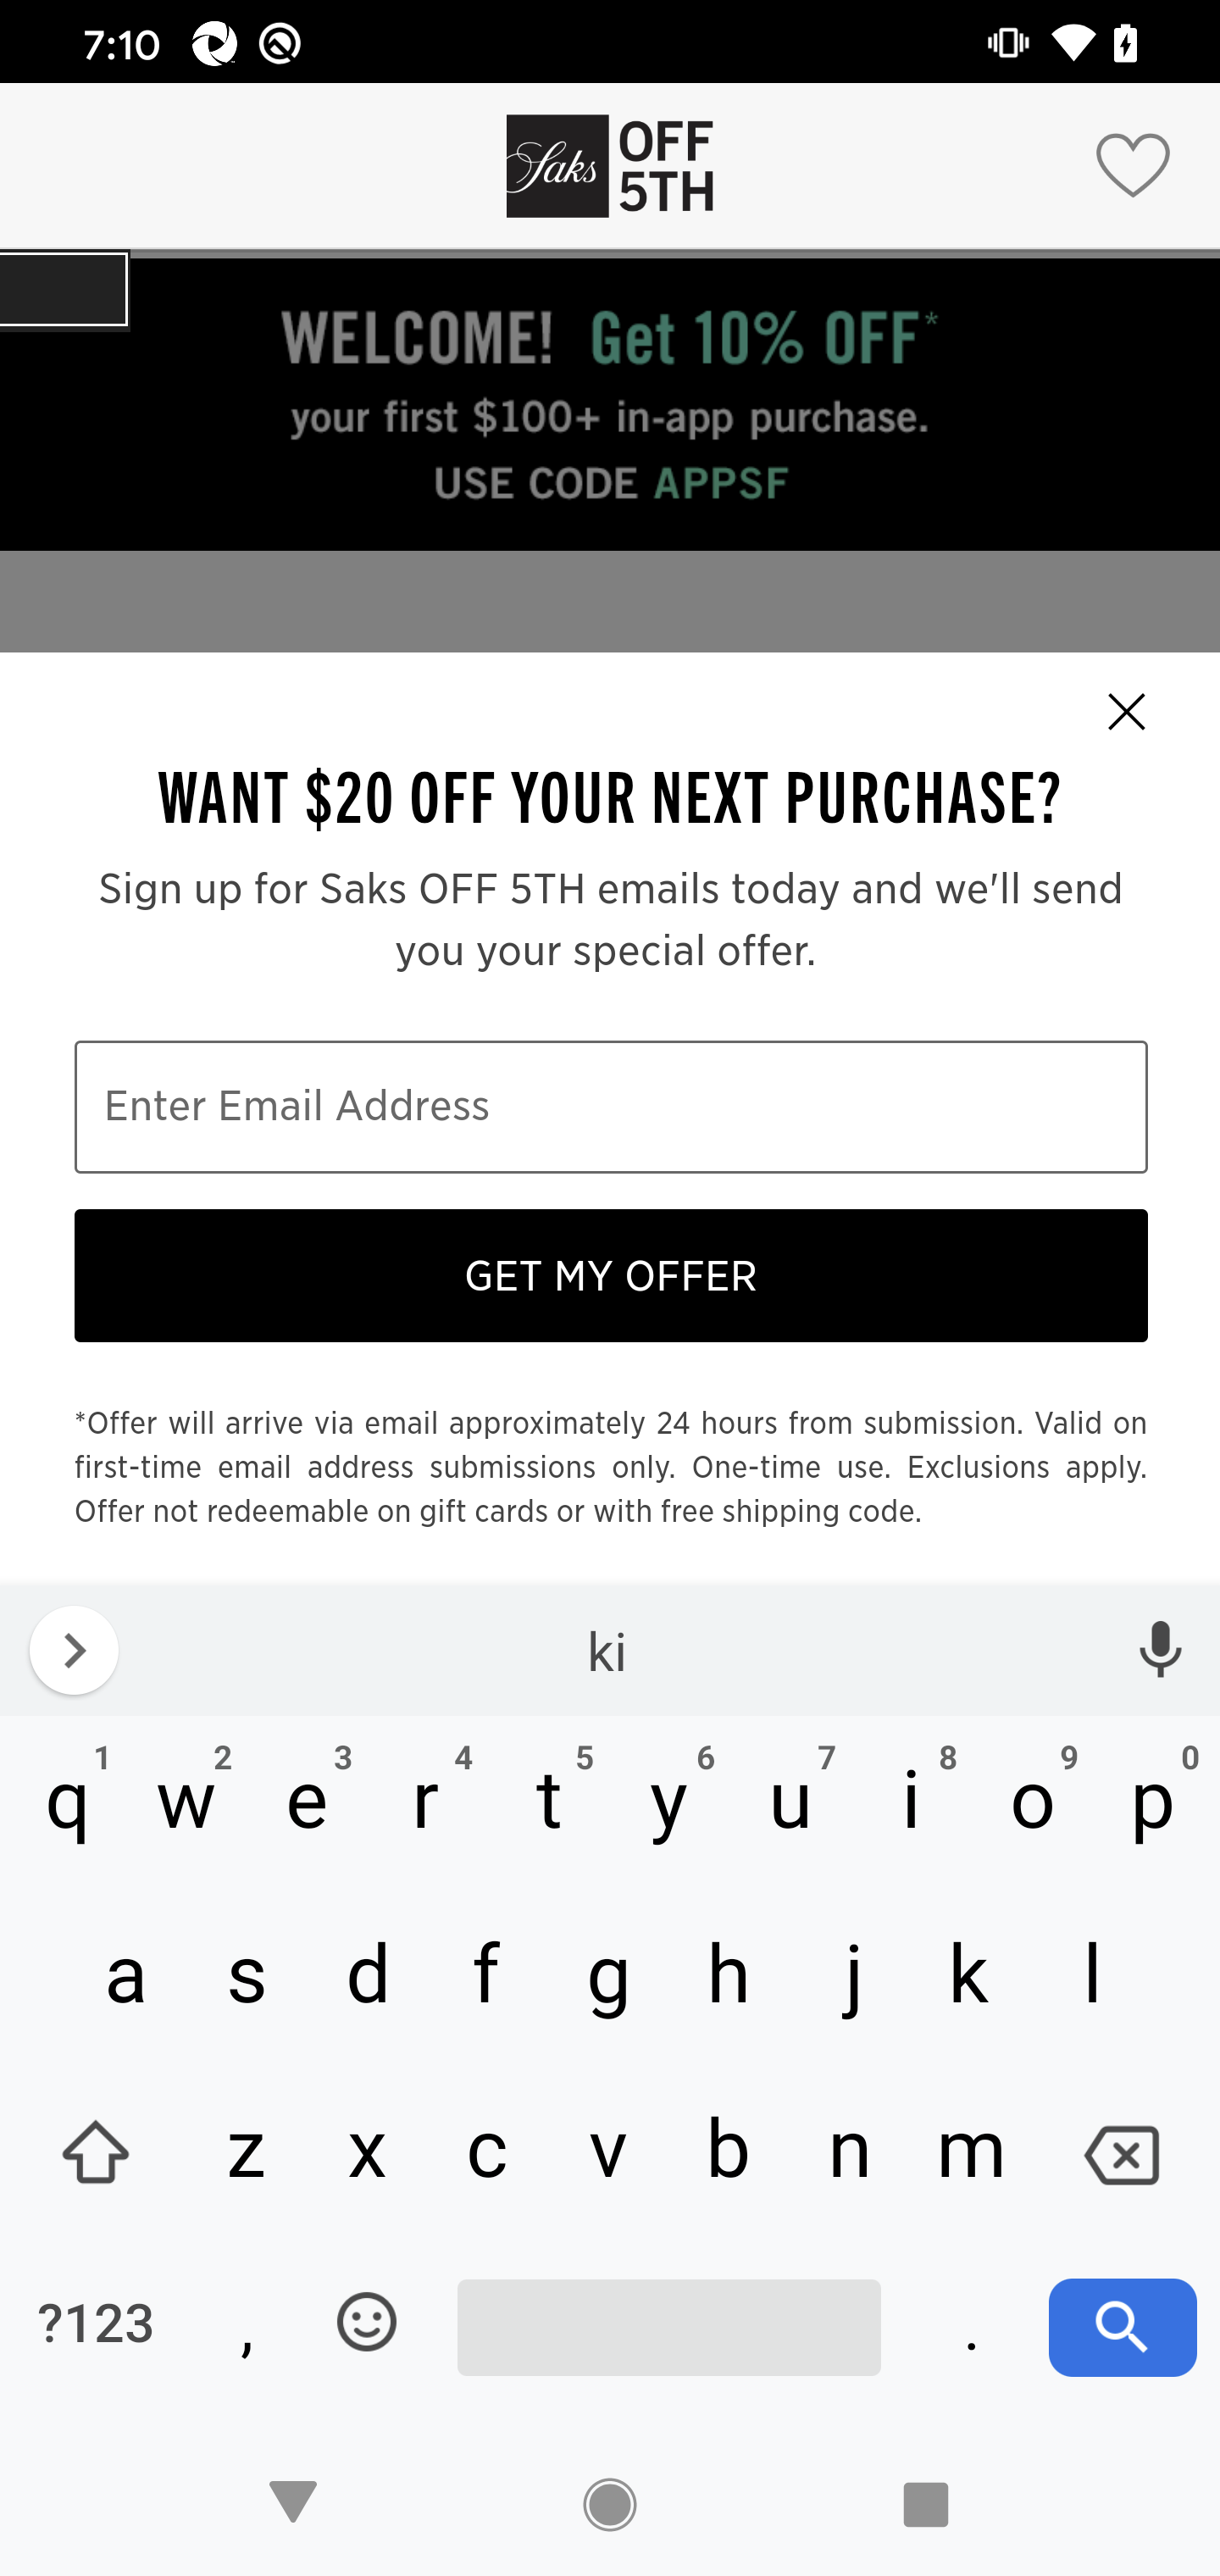 7:10
Saks OFF 5TH
WELCOME! Get 10% OFF*
your first $100+ in-app purchase.
USE CODE APPSF
WANT $20 OFF YOUR NEXT PURCHASE?
Sign up for Saks OFF 5TH emails today and we'll send
you your special offer.
Enter Email Address
GET MY OFFER
*Offer will arrive via email approximately 24 hours from submission. Valid on
first-time email address submissions only. One-time use. Exclusions apply.
Offer not redeemable on gift cards or with free shipping code.
ki
1 2 3 4 5 6 7 8 9 0
q w e r t y u i o p
a s d f g h j k l
z x c v b n m
?123 , .